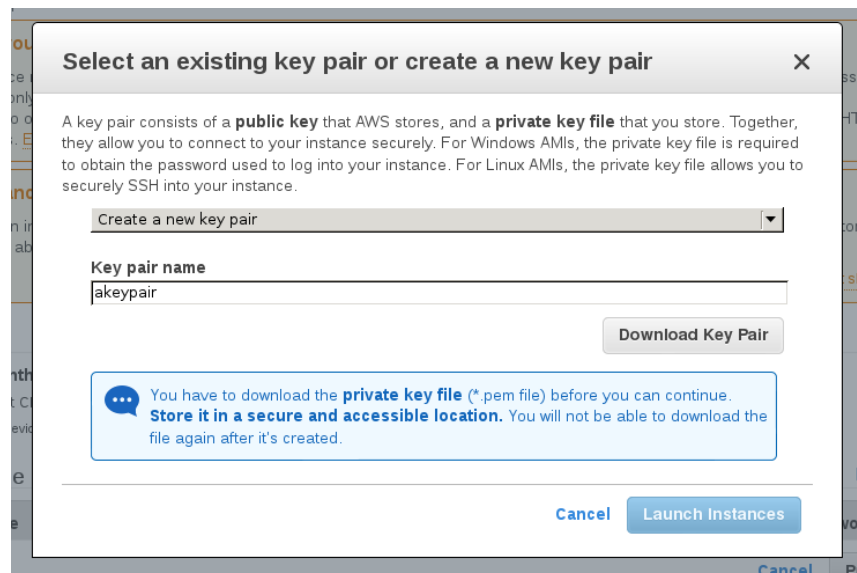 Select an existing key pair or create a new key pair
A key pair consists of a public key that AWS stores, and a private key file that you store. Together,
they allow you to connect to your instance securely. For Windows AMIs, the private key file is required
to obtain the password used to log into your instance. For Linux AMIs, the private key file allows you to
securely SSH into your instance.
Create a new key pair
Key pair name
akeypair
Download Key Pair
You have to download the private key file (*.pem file) before you can continue.
Store it in a secure and accessible location. You will not be able to download the
file again after it's created.
Cancel
Launch Instances
Cancel